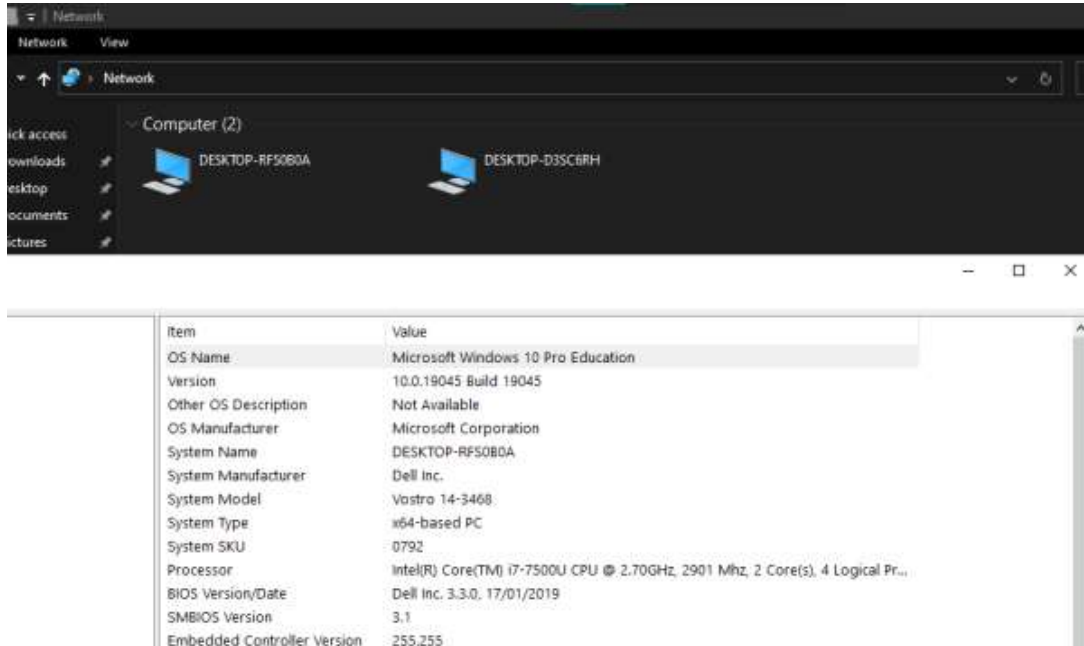 Network
Network View
Network
ick access
ownloads
esktop
ocuments
ictures
Computer (2)
DESKTOP-RFS0B0A DESKTOP-D3SC6RH
Item Value
OS Name Microsoft Windows 10 Pro Education
Version 10.0.19045 Build 19045
Other OS Description Not Available
OS Manufacturer Microsoft Corporation
System Name DESKTOP-RFS0B0A
System Manufacturer Dell Inc.
System Model Vostro 14-3468
System Type x64-based PC
System SKU 0792
Processor Intel(R) Core(TM) i7-7500U CPU @ 2.70GHz, 2901 Mhz, 2 Core(s), 4 Logical Pr...
BIOS Version/Date Dell Inc. 3.3.0, 17/01/2019
SMBIOS Version 3.1
Embedded Controller Version 255.255